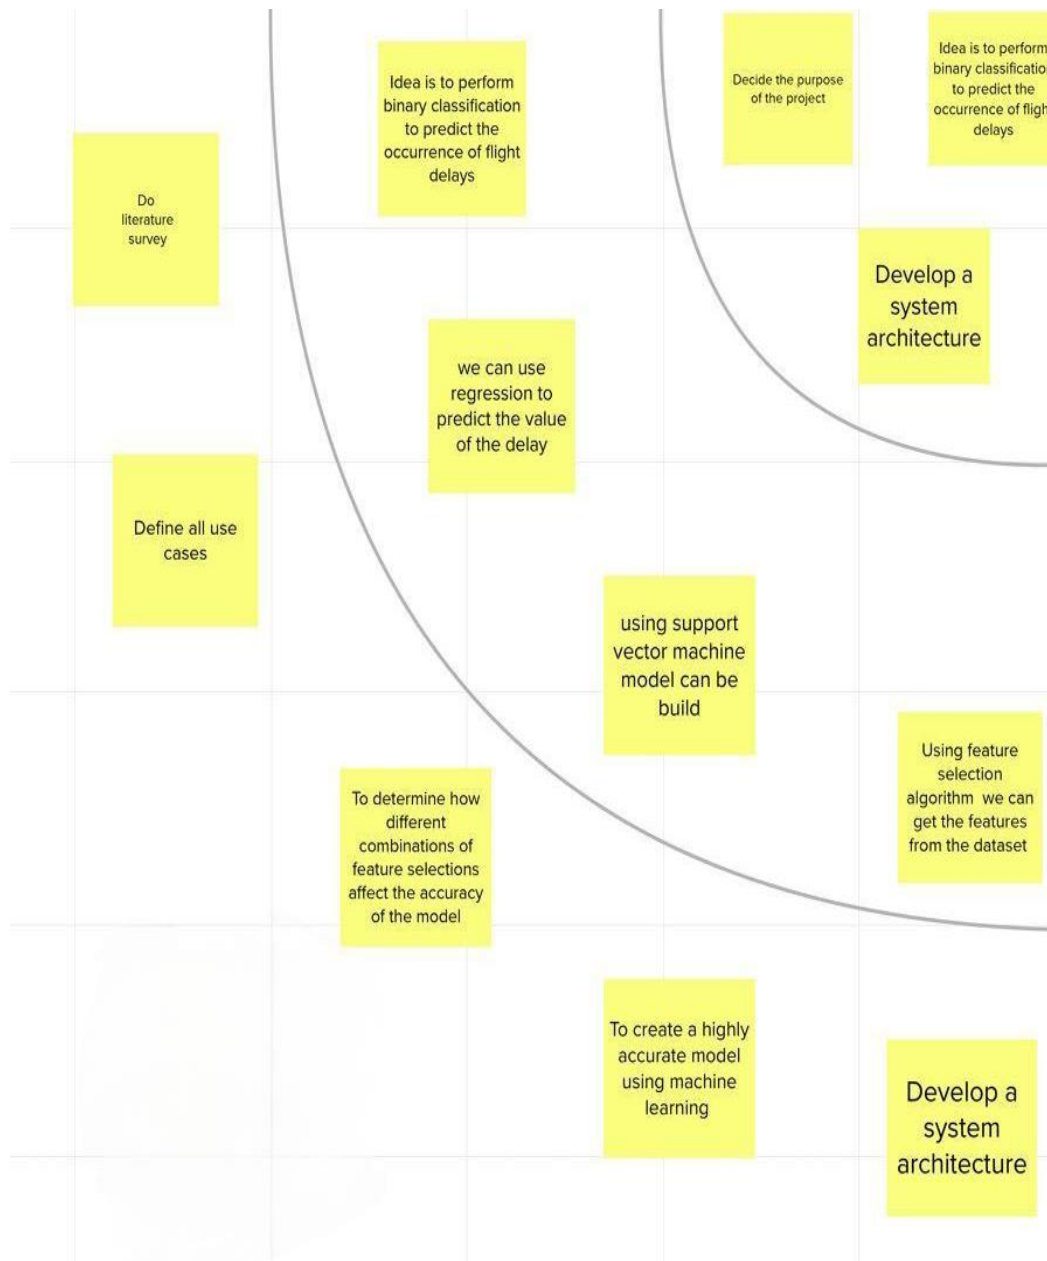 Idea is to perform
binary classification
to predict the
occurrence of flight
delays
Decide the purpose
of the project
Idea is to perform
binary
to predict the
occurrence of
delays
Do
literature
survey
Develop a
system
architecture
we can use
regression to
predict the value
of the delay
Define all use
cases
using support
vector machine
model can be
build
Using feature
selection
algorithm we can
get the features
from the dataset
To determine how
different
combinations of
feature selections
affect the accuracy
of the model
To create a highly
accurate model
using machine
learning
Develop a
system
architecture